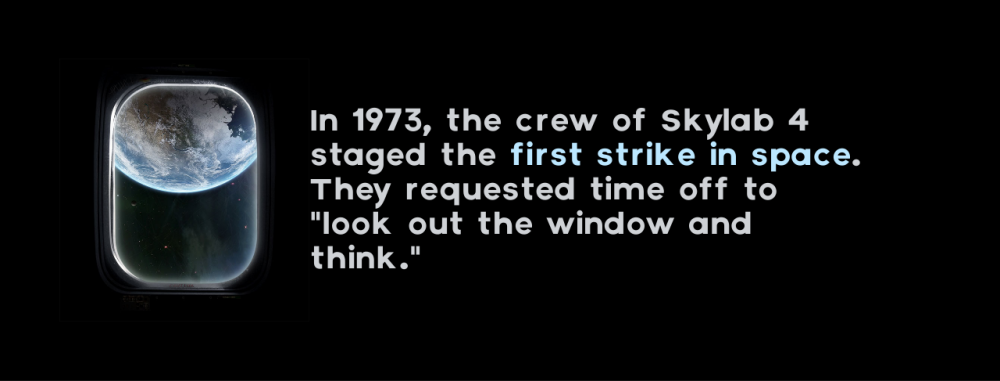 In 1973, the crew of Skylab 4
staged the first strike in space.
They requested time off to
"look out the window and
think."